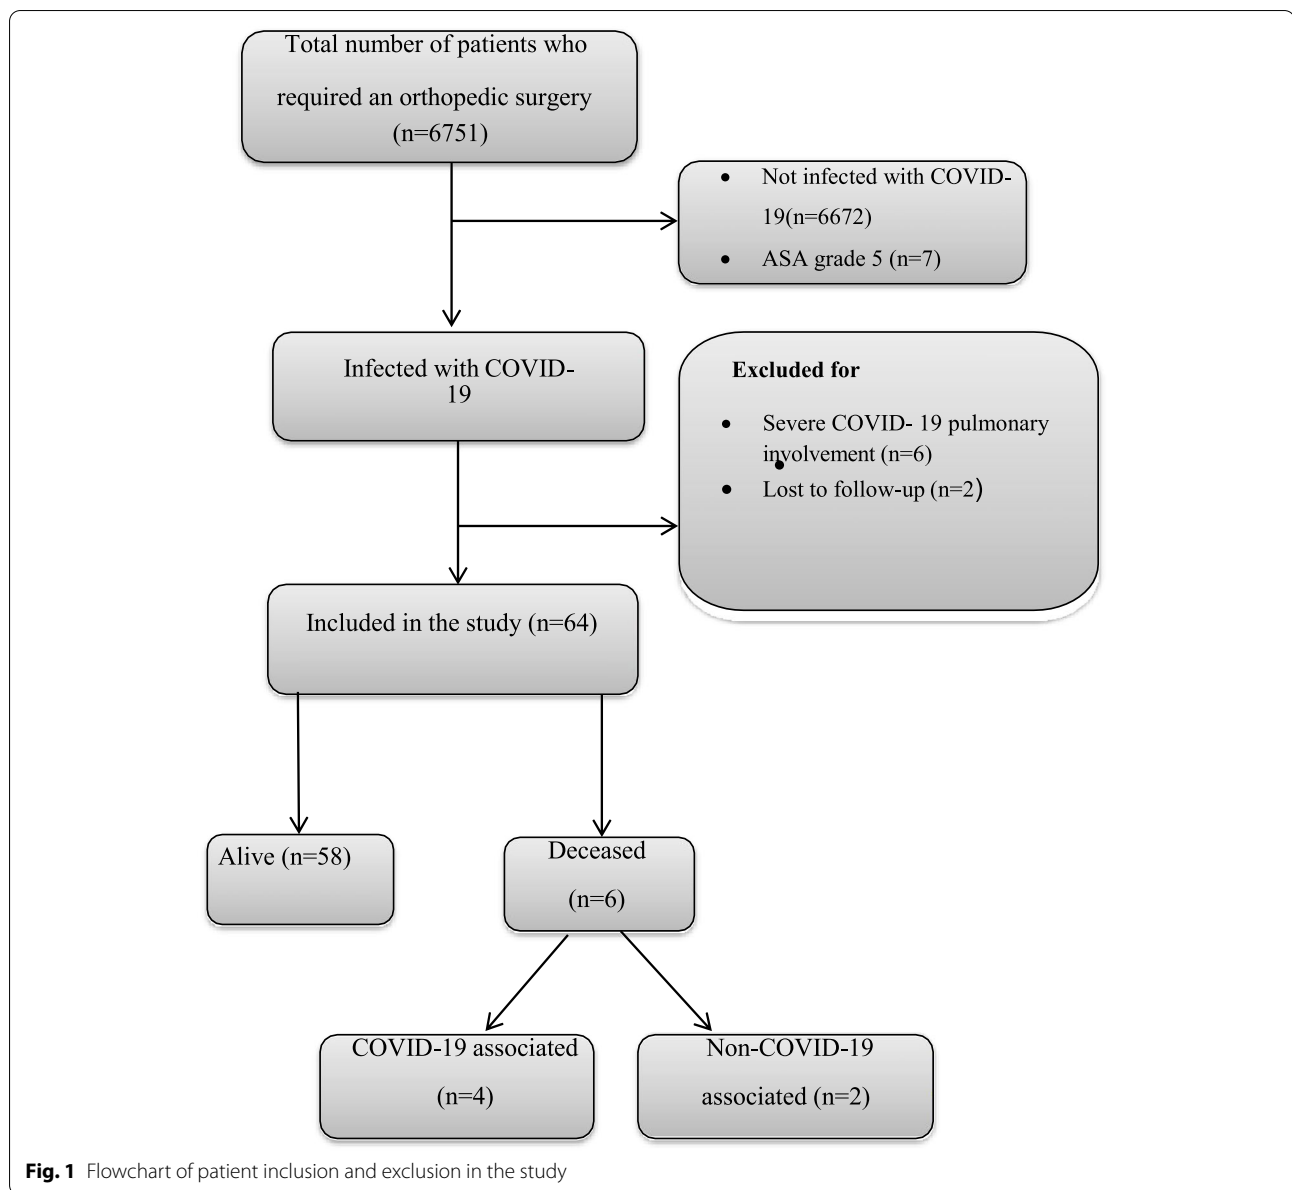 Total number of patients who
required an orthopedic surgery
(n=6751)
• Not infected with COVID-
19(n=6672)
• ASA grade 5 (n=7)
Infected with COVID-
19
Excluded for
• Severe COVID- 19 pulmonary
involvement (n=6)
•
• Lost to follow-up (n=2)
Included in the study (n=64)
Alive (n=58)
Deceased
(n=6)
COVID-19 associated
(n=4)
Non-COVID-19
associated (n=2)
Fig. 1 Flowchart of patient inclusion and exclusion in the study